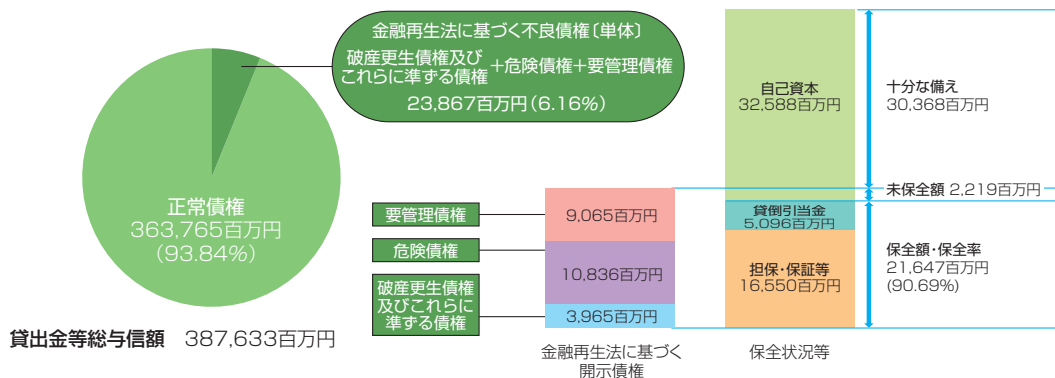 金融再生法に基づく不良債権〔単体〕
破産更生債権及び
これらに準ずる債権
+危険債権+要管理債権
23,867百万円(6.16%)
正常債権
363,765百万円
(93.84%)
貸出金等総与信額 387,633百万円
要管理債権
危険債権
破産更生債権
及びこれらに
準ずる債権
9,065百万円
10,836百万円
3,965百万円
金融再生法に基づく
開示債権
自己資本
32,588百万円
貸倒引当金
5,096百万円
担保・保証等
16,550百万円
保全状況等
十分な備え
30,368百万円
未保全額 2,219百万円
保全額・保全率
21,647百万円
(90.69%)